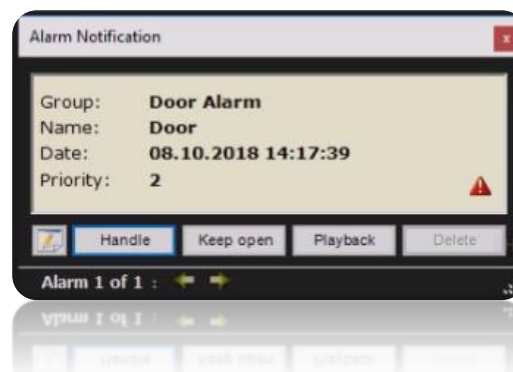 Alarm Notification
x
Group: Door Alarm
Name: Door
Date: 08.10.2018 14:17:39
Priority: 2
Handle Keep open Playback Delete
Alarm 1 of 1 :